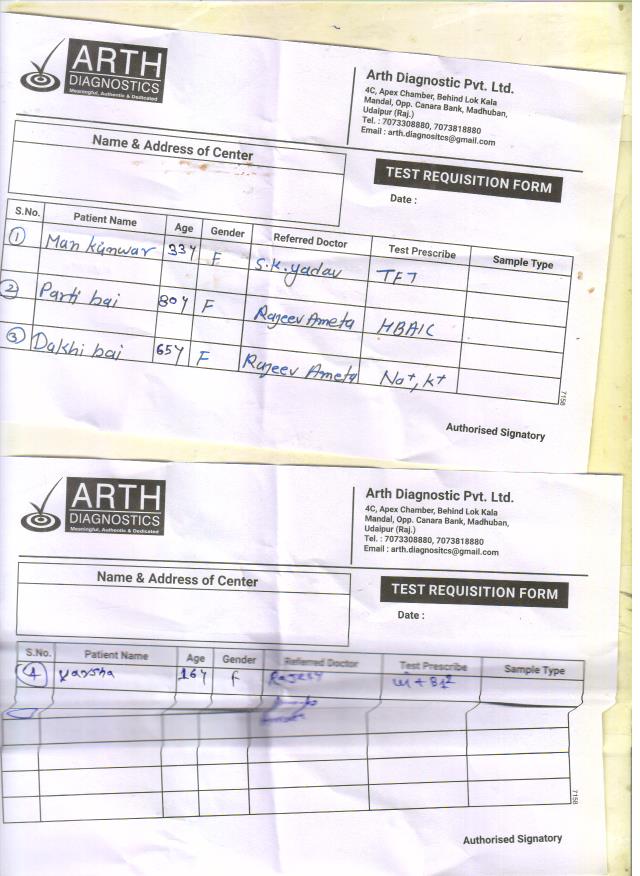 ARTH
DIAGNOSTICS
Meaningful, Authentic & Dedicated
Arth Diagnostic Pvt. Ltd.
4C, Apex Chamber, Behind Lok Kala
Mandal, Opp. Canara Bank, Madhuban,
Udaipur (Raj.)
Tel. : 7073308880, 7073818880
Email : arth.diagnositcs@gmail.com
Name & Address of Center
TEST REQUISITION FORM
Date :
S.No. Patient Name Age Gender Referred Doctor Test Prescribe Sample Type
1 Man kunwar 33y F S.K. yadav TFT
2 Parti bai 80y F Rajeev Ameta HBA1C
3 Dakhi bai 65y F Rajeev Ameta Na+, K+
7158
Authorised Signatory
ARTH
DIAGNOSTICS
Meaningful, Authentic & Dedicated
Arth Diagnostic Pvt. Ltd.
4C, Apex Chamber, Behind Lok Kala
Mandal, Opp. Canara Bank, Madhuban,
Udaipur (Raj.)
Tel. : 7073308880, 7073818880
Email : arth.diagnositcs@gmail.com
Name & Address of Center
TEST REQUISITION FORM
Date :
S.No. Patient Name Age Gender Referred Doctor Test Prescribe Sample Type
4 Varsha 16y F
7158
Authorised Signatory